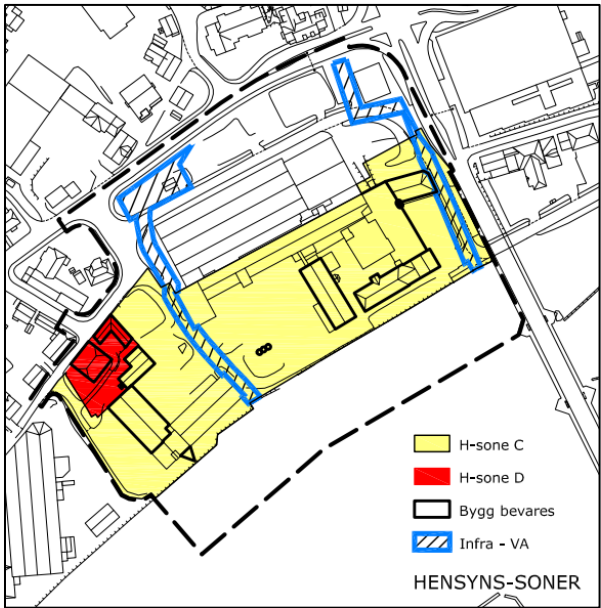 H-sone C
H-sone D
Bygg bevares
Infra - VA
HENSYNS-SONER